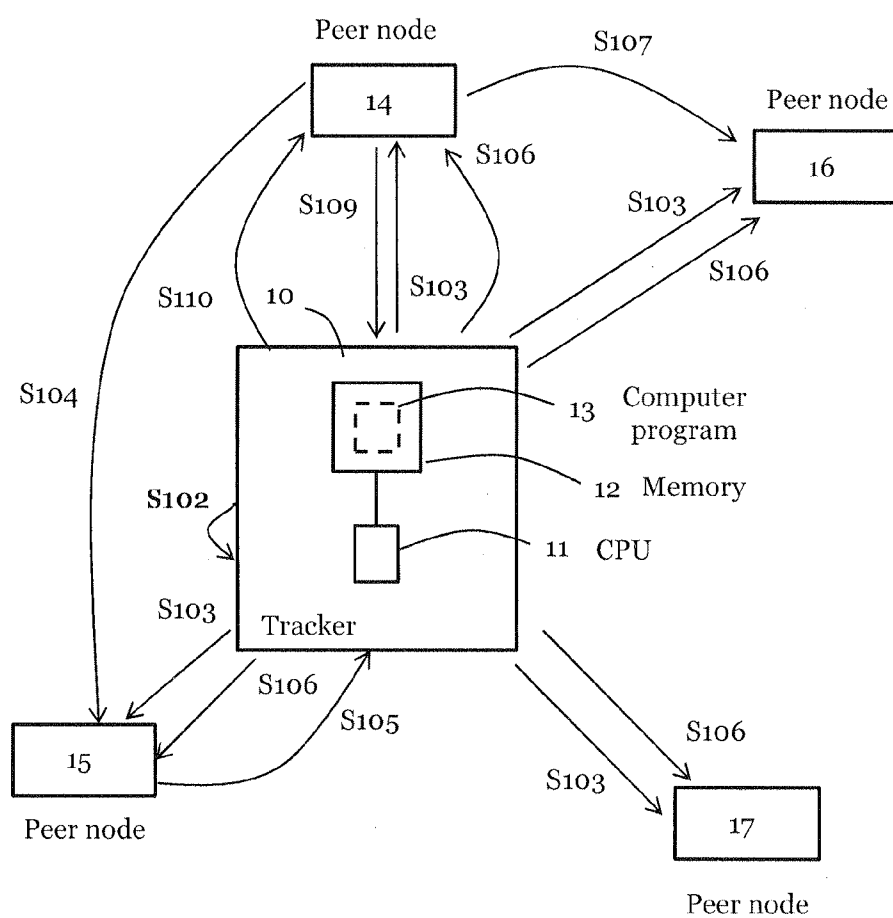 Peer node
S107
14
Peer node
S106
16
S109
S103
S110
10
S103
S106
S104
13 Computer
program
S102
12 Memory
11 CPU
S103
Tracker
S106
S105
S106
15
S103
17
Peer node
Peer node